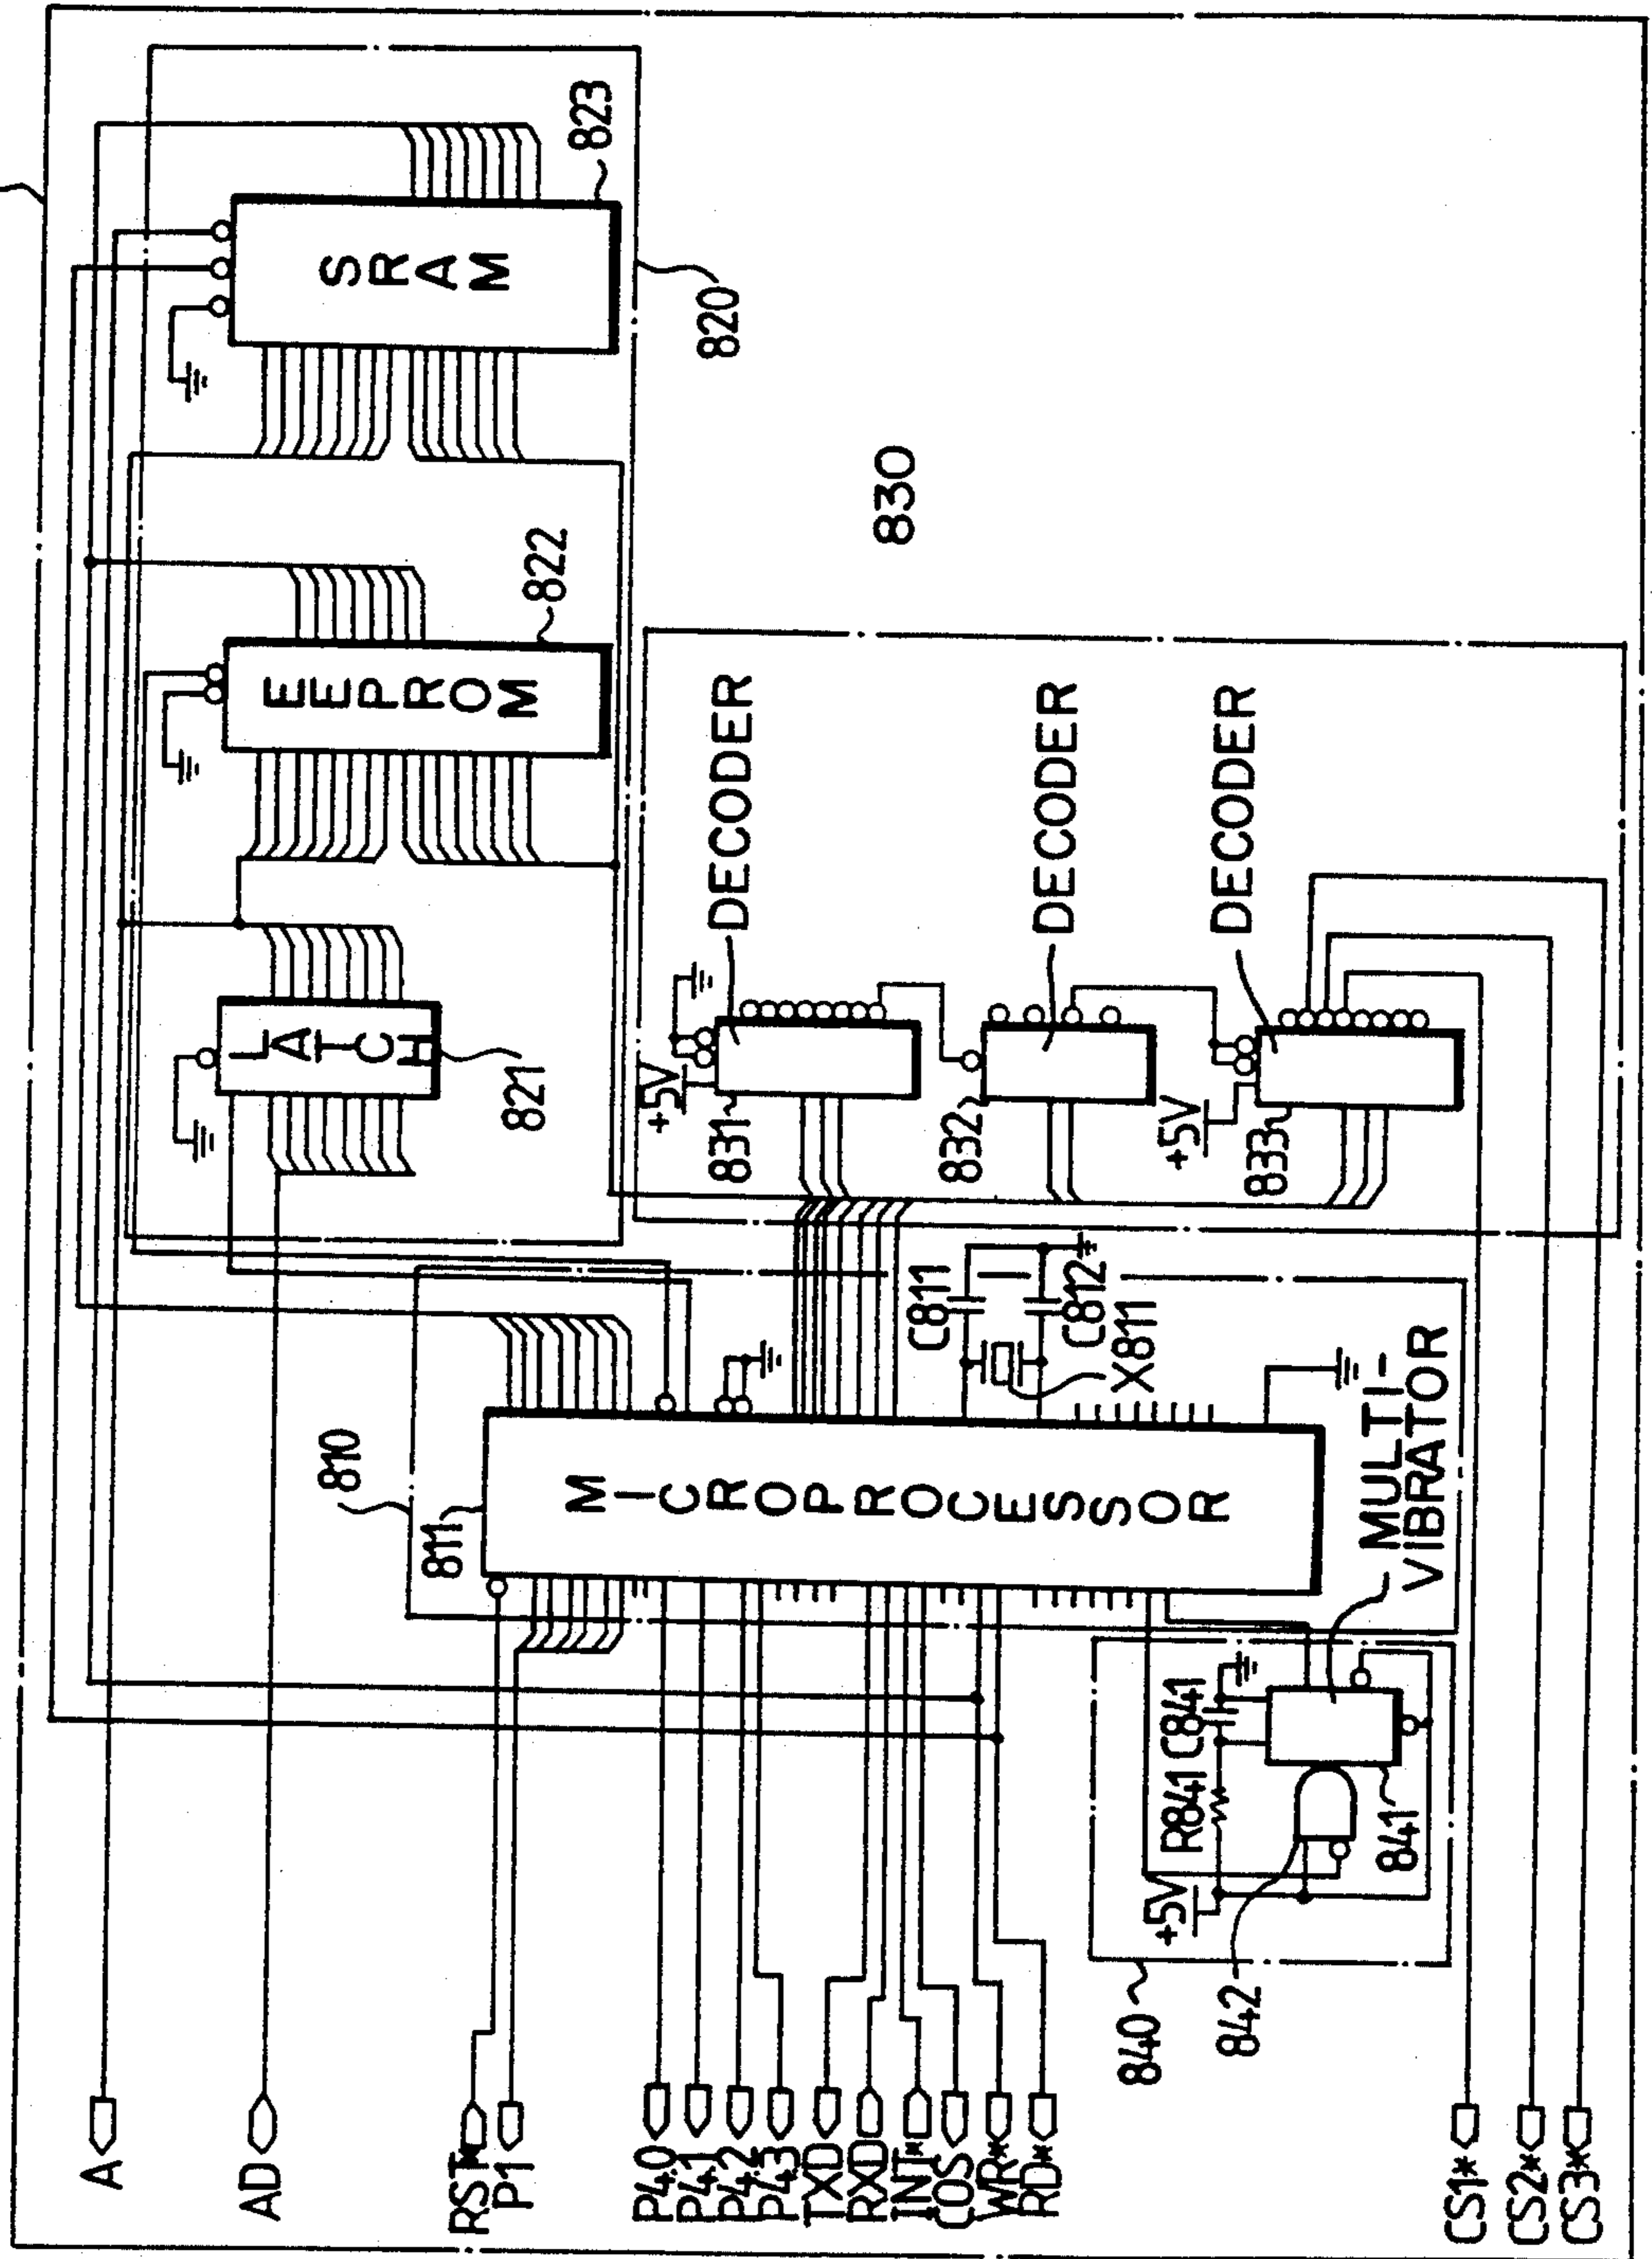 A
AD
RST*
P1
P4.0
P4.1
P4.2
P4.3
TXD
RXD
INT*
COS
WR*
RD*
CS1*
CS2*
CS3*
810
811
MICROPROCESSOR
C811
C812
X811
MULTI-
VIBRATOR
+5V
R841
C841
841
842
840
LATCH
821
EEPROM
822
SRAM
823
820
830
+5V
831
DECODER
832
DECODER
+5V
833
DECODER